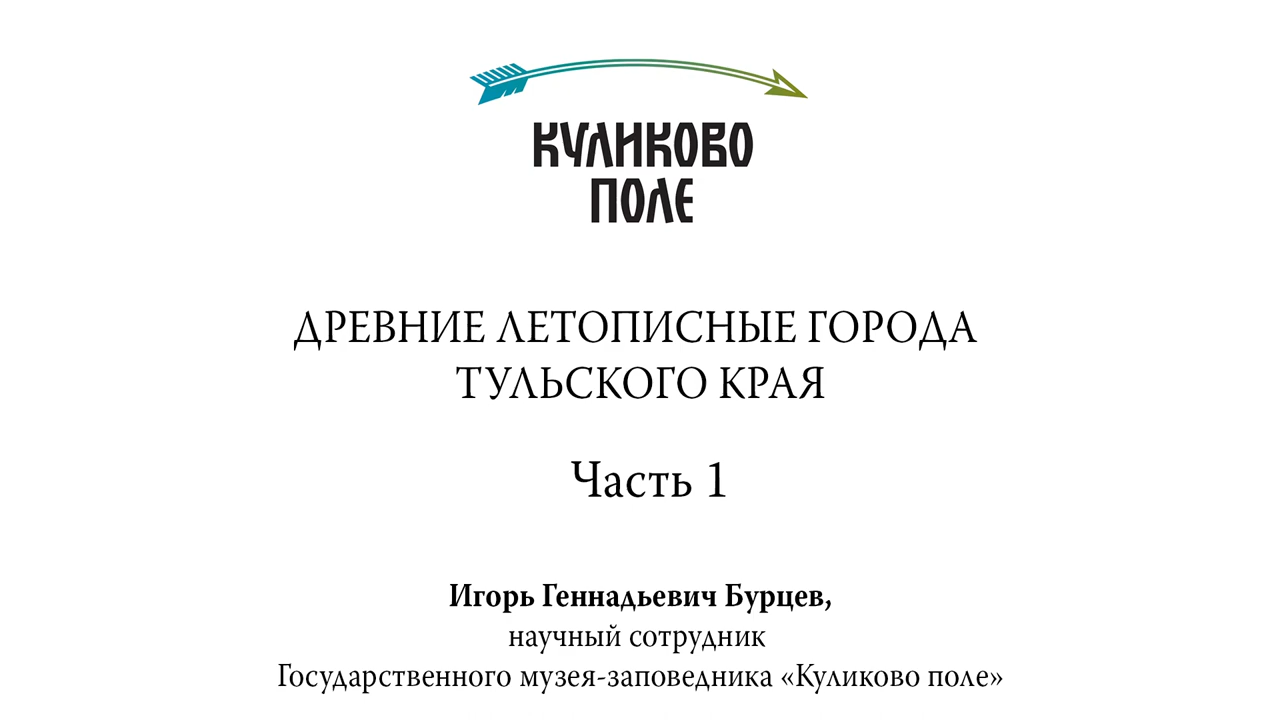 КУЛИКОВО
ПОЛЕ
ДРЕВНИЕ ЛЕТОПИСНЫЕ ГОРОДА
ТУЛЬСКОГО КРАЯ
Часть 1
Игорь Геннадьевич Бурцев,
научный сотрудник
Государственного музея-заповедника «Куликово поле»